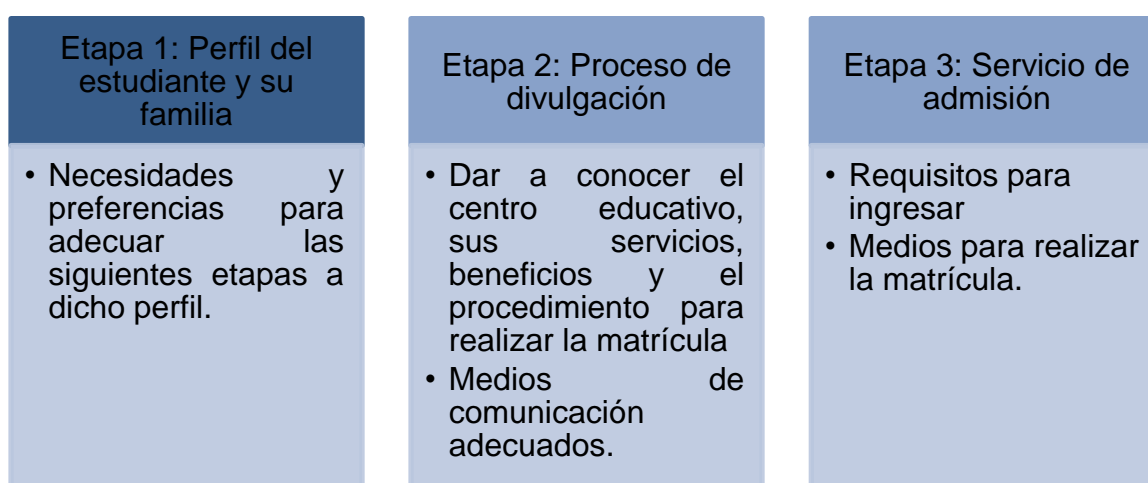 Etapa 1: Perfil del
estudiante y su
familia
• Necesidades y
preferencias para
adecuar las
siguientes etapas a
dicho perfil.
Etapa 2: Proceso de
divulgación
• Dar a conocer el
centro educativo,
sus servicios,
beneficios y el
procedimiento para
realizar la matrícula
• Medios de
comunicación
adecuados.
Etapa 3: Servicio de
admisión
• Requisitos para
ingresar
• Medios para realizar
la matrícula.